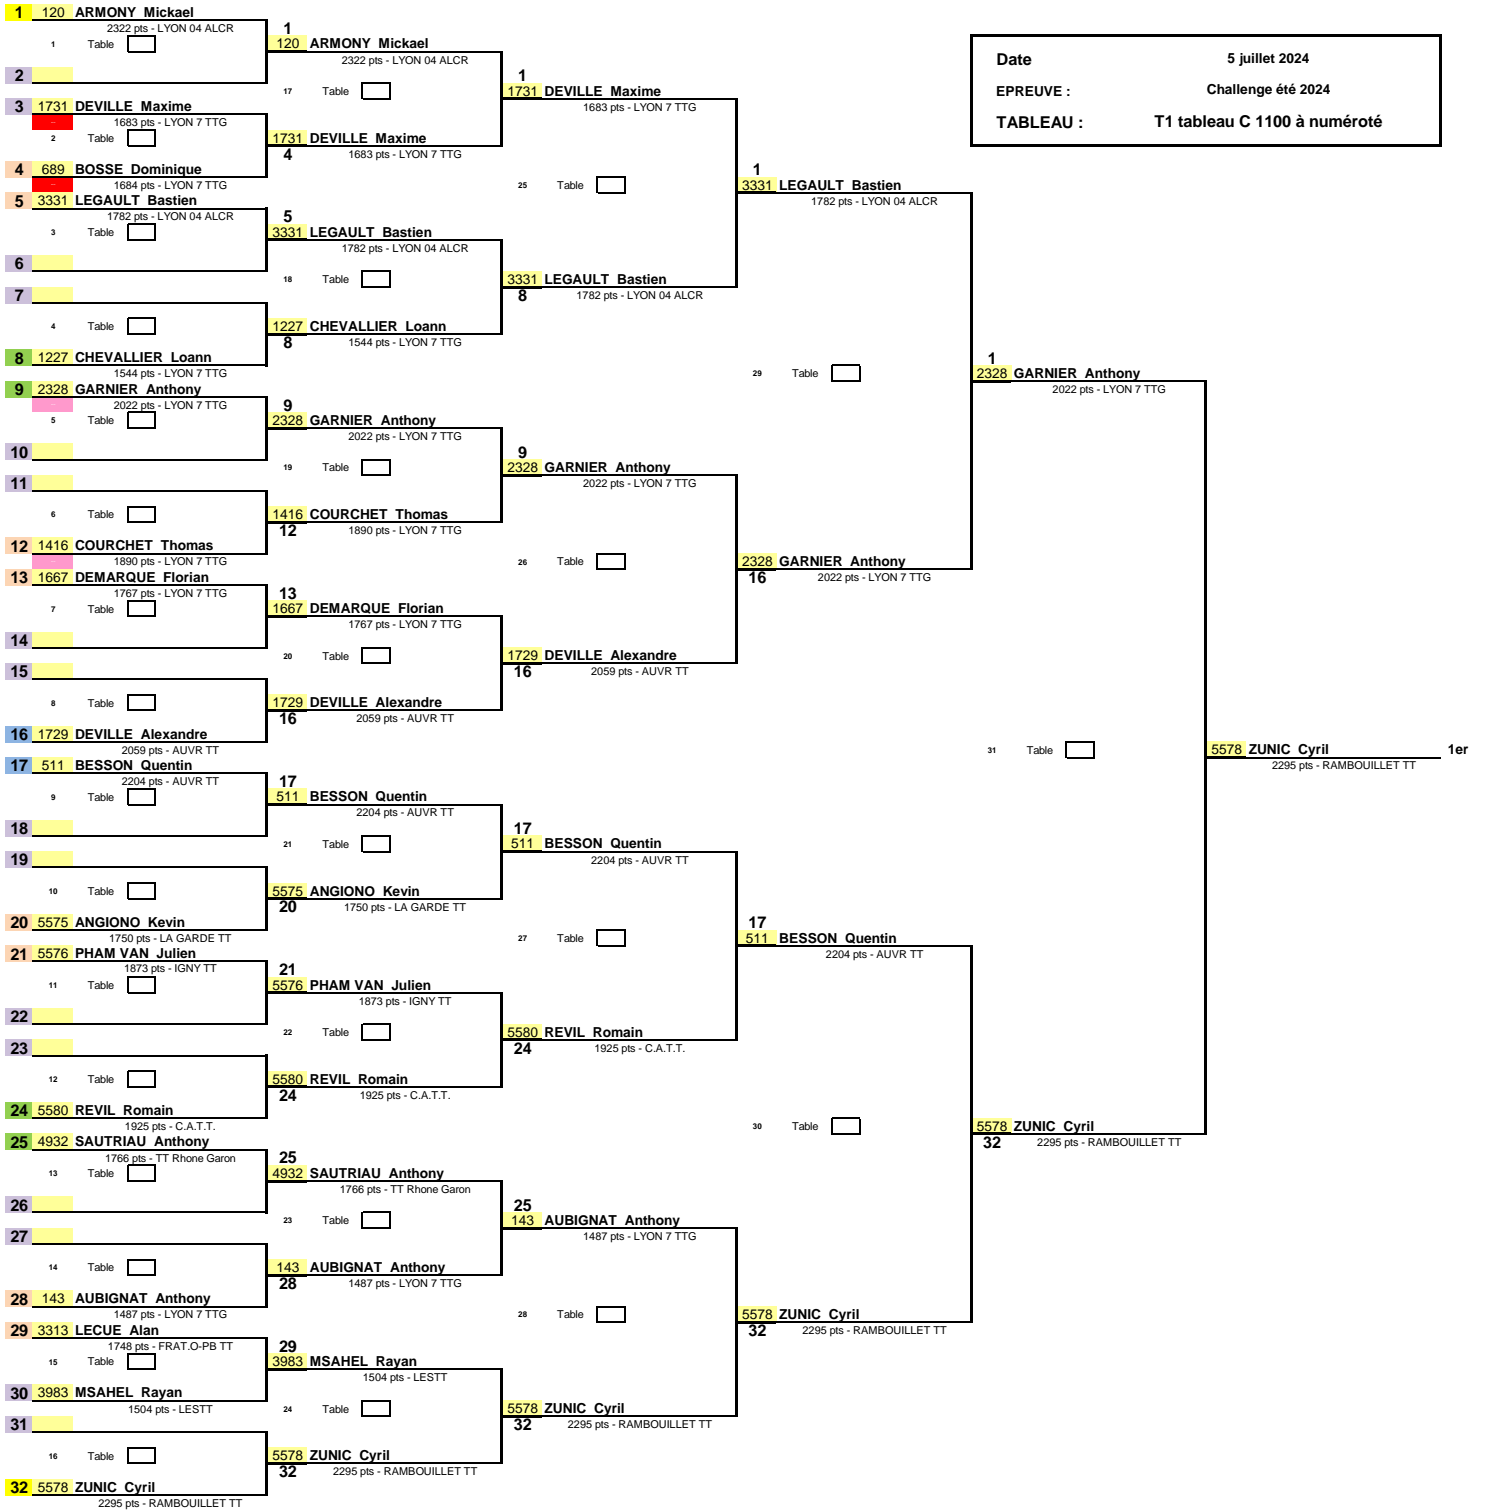 Date 5 juillet 2024
EPREUVE : Challenge été 2024
TABLEAU : T1 tableau C 1100 à numéroté
1 120 ARMONY Mickael
2322 pts - LYON 04 ALCR
1 Table
2
3 1731 DEVILLE Maxime
1683 pts - LYON 7 TTG
2 Table
4 689 BOSSE Dominique
1684 pts - LYON 7 TTG
5 3331 LEGAULT Bastien
1782 pts - LYON 04 ALCR
3 Table
6
7
4 Table
8 1227 CHEVALLIER Loann
1544 pts - LYON 7 TTG
9 2328 GARNIER Anthony
2022 pts - LYON 7 TTG
5 Table
10
11
6 Table
12 1416 COURCHET Thomas
1890 pts - LYON 7 TTG
13 1667 DEMARQUE Florian
1767 pts - LYON 7 TTG
7 Table
14
15
8 Table
16 1729 DEVILLE Alexandre
2059 pts - AUVR TT
17 511 BESSON Quentin
2204 pts - AUVR TT
9 Table
18
19
10 Table
20 5575 ANGIONO Kevin
1750 pts - LA GARDE TT
21 5576 PHAM VAN Julien
1873 pts - IGNY TT
11 Table
22
23
12 Table
24 5580 REVIL Romain
1925 pts - C.A.T.T.
25 4932 SAUTRIAU Anthony
1766 pts - TT Rhone Garon
13 Table
26
27
14 Table
28 143 AUBIGNAT Anthony
1487 pts - LYON 7 TTG
29 3313 LECUE Alan
1748 pts - FRAT.O-PB TT
15 Table
30 3983 MSAHEL Rayan
1504 pts - LESTT
31
16 Table
32 5578 ZUNIC Cyril
2295 pts - RAMBOUILLET TT
1
120 ARMONY Mickael
2322 pts - LYON 04 ALCR
17 Table
1731 DEVILLE Maxime
4 1683 pts - LYON 7 TTG
5
3331 LEGAULT Bastien
1782 pts - LYON 04 ALCR
18 Table
1227 CHEVALLIER Loann
8 1544 pts - LYON 7 TTG
9
2328 GARNIER Anthony
2022 pts - LYON 7 TTG
19 Table
1416 COURCHET Thomas
12 1890 pts - LYON 7 TTG
13
1667 DEMARQUE Florian
1767 pts - LYON 7 TTG
20 Table
1729 DEVILLE Alexandre
16 2059 pts - AUVR TT
17
511 BESSON Quentin
2204 pts - AUVR TT
21 Table
5575 ANGIONO Kevin
20 1750 pts - LA GARDE TT
21
5576 PHAM VAN Julien
1873 pts - IGNY TT
22 Table
5580 REVIL Romain
24 1925 pts - C.A.T.T.
25
4932 SAUTRIAU Anthony
1766 pts - TT Rhone Garon
23 Table
143 AUBIGNAT Anthony
28 1487 pts - LYON 7 TTG
29
3983 MSAHEL Rayan
1504 pts - LESTT
24 Table
5578 ZUNIC Cyril
32 2295 pts - RAMBOUILLET TT
1
1731 DEVILLE Maxime
1683 pts - LYON 7 TTG
25 Table
3331 LEGAULT Bastien
8 1782 pts - LYON 04 ALCR
9
2328 GARNIER Anthony
2022 pts - LYON 7 TTG
26 Table
1729 DEVILLE Alexandre
16 2059 pts - AUVR TT
17
511 BESSON Quentin
2204 pts - AUVR TT
27 Table
5580 REVIL Romain
24 1925 pts - C.A.T.T.
25
143 AUBIGNAT Anthony
1487 pts - LYON 7 TTG
28 Table
5578 ZUNIC Cyril
32 2295 pts - RAMBOUILLET TT
1
3331 LEGAULT Bastien
1782 pts - LYON 04 ALCR
29 Table
2328 GARNIER Anthony
16 2022 pts - LYON 7 TTG
17
511 BESSON Quentin
2204 pts - AUVR TT
30 Table
5578 ZUNIC Cyril
32 2295 pts - RAMBOUILLET TT
1
2328 GARNIER Anthony
2022 pts - LYON 7 TTG
31 Table
5578 ZUNIC Cyril
32 2295 pts - RAMBOUILLET TT
5578 ZUNIC Cyril 1er
2295 pts - RAMBOUILLET TT